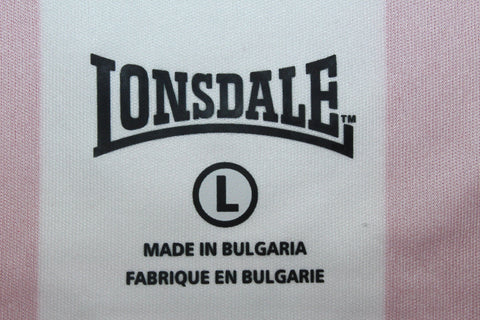 LONSDALE™
L
MADE IN BULGARIA
FABRIQUE EN BULGARIE